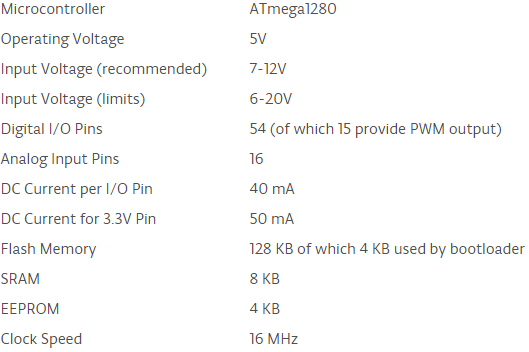 Microcontroller ATmega1280
Operating Voltage 5V
Input Voltage (recommended) 7-12V
Input Voltage (limits) 6-20V
Digital I/O Pins 54 (of which 15 provide PWM output)
Analog Input Pins 16
DC Current per I/O Pin 40 mA
DC Current for 3.3V Pin 50 mA
Flash Memory 128 KB of which 4 KB used by bootloader
SRAM 8 KB
EEPROM 4 KB
Clock Speed 16 MHz